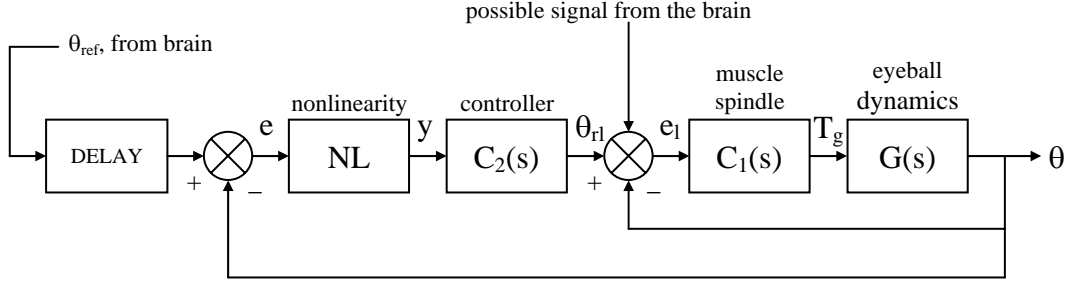 possible signal from the brain
θref, from brain
muscle
spindle
eyeball
dynamics
nonlinearity
controller
DELAY
e
NL
y
C2(s)
θrl
el
C1(s)
Tg
G(s)
θ
+
−
+
−